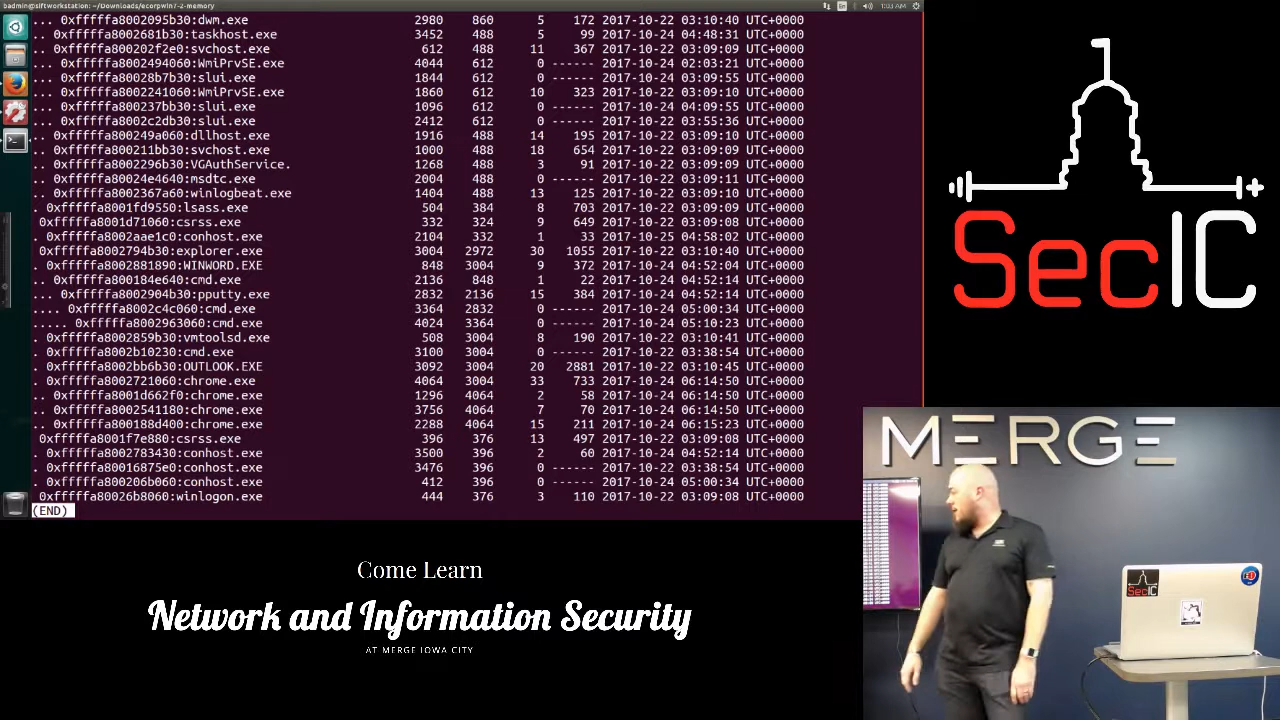 badmin@siftworkstation: ~/Downloads/ecorpwin7-2-memory 1:03 AM
... 0xfffffa8002095b30:dwm.exe 2980 860 5 172 2017-10-22 03:10:40 UTC+0000
.. 0xfffffa8002681b30:taskhost.exe 3452 488 5 99 2017-10-24 04:48:31 UTC+0000
.. 0xfffffa800202f2e0:svchost.exe 612 488 11 367 2017-10-22 03:09:09 UTC+0000
... 0xfffffa8002494060:WmiPrvSE.exe 4044 612 0 ------ 2017-10-24 02:03:21 UTC+0000
... 0xfffffa80028b7b30:slui.exe 1844 612 0 ------ 2017-10-22 03:09:55 UTC+0000
... 0xfffffa8002241060:WmiPrvSE.exe 1860 612 10 323 2017-10-22 03:09:10 UTC+0000
... 0xfffffa800237bb30:slui.exe 1096 612 0 ------ 2017-10-22 04:09:55 UTC+0000
... 0xfffffa8002c2db30:slui.exe 2412 612 0 ------ 2017-10-22 03:55:36 UTC+0000
.. 0xfffffa800249a060:dllhost.exe 1916 488 14 195 2017-10-22 03:09:10 UTC+0000
.. 0xfffffa800211bb30:svchost.exe 1000 488 18 654 2017-10-22 03:09:09 UTC+0000
.. 0xfffffa8002296b30:VGAuthService. 1268 488 3 91 2017-10-22 03:09:09 UTC+0000
.. 0xfffffa80024e4640:msdtc.exe 2004 488 0 ------ 2017-10-22 03:09:11 UTC+0000
.. 0xfffffa8002367a60:winlogbeat.exe 1404 488 13 125 2017-10-22 03:09:10 UTC+0000
. 0xfffffa8001fd9550:lsass.exe 504 384 8 703 2017-10-22 03:09:09 UTC+0000
0xfffffa8001d71060:csrss.exe 332 324 9 649 2017-10-22 03:09:08 UTC+0000
. 0xfffffa8002aae1c0:conhost.exe 2104 332 1 33 2017-10-25 04:58:02 UTC+0000
0xfffffa8002794b30:explorer.exe 3004 2972 30 1055 2017-10-22 03:10:40 UTC+0000
. 0xfffffa8002881890:WINWORD.EXE 848 3004 9 372 2017-10-24 04:52:04 UTC+0000
.. 0xfffffa800184e640:cmd.exe 2136 848 1 22 2017-10-24 04:52:14 UTC+0000
... 0xfffffa8002904b30:pputty.exe 2832 2136 15 384 2017-10-24 04:52:14 UTC+0000
.... 0xfffffa8002c4c060:cmd.exe 3364 2832 0 ------ 2017-10-24 05:00:34 UTC+0000
..... 0xfffffa8002963060:cmd.exe 4024 3364 0 ------ 2017-10-24 05:10:23 UTC+0000
. 0xfffffa8002859b30:vmtoolsd.exe 508 3004 8 190 2017-10-22 03:10:41 UTC+0000
. 0xfffffa8002b10230:cmd.exe 3100 3004 0 ------ 2017-10-22 03:38:54 UTC+0000
. 0xfffffa8002bb6b30:OUTLOOK.EXE 3092 3004 20 2881 2017-10-22 03:10:45 UTC+0000
. 0xfffffa8002721060:chrome.exe 4064 3004 33 733 2017-10-24 06:14:50 UTC+0000
.. 0xfffffa8001d662f0:chrome.exe 1296 4064 2 58 2017-10-24 06:14:50 UTC+0000
.. 0xfffffa8002541180:chrome.exe 3756 4064 7 70 2017-10-24 06:14:50 UTC+0000
.. 0xfffffa800188d400:chrome.exe 2288 4064 15 211 2017-10-24 06:15:23 UTC+0000
0xfffffa8001f7e880:csrss.exe 396 376 13 497 2017-10-22 03:09:08 UTC+0000
. 0xfffffa8002783430:conhost.exe 3500 396 2 60 2017-10-24 04:52:14 UTC+0000
. 0xfffffa80016875e0:conhost.exe 3476 396 0 ------ 2017-10-22 03:38:54 UTC+0000
. 0xfffffa800206b060:conhost.exe 412 396 0 ------ 2017-10-24 05:00:34 UTC+0000
0xfffffa80026b8060:winlogon.exe 444 376 3 110 2017-10-22 03:09:08 UTC+0000
(END)
SecIC
MERGE
SecIC
Come Learn
Network and Information Security
AT MERGE IOWA CITY